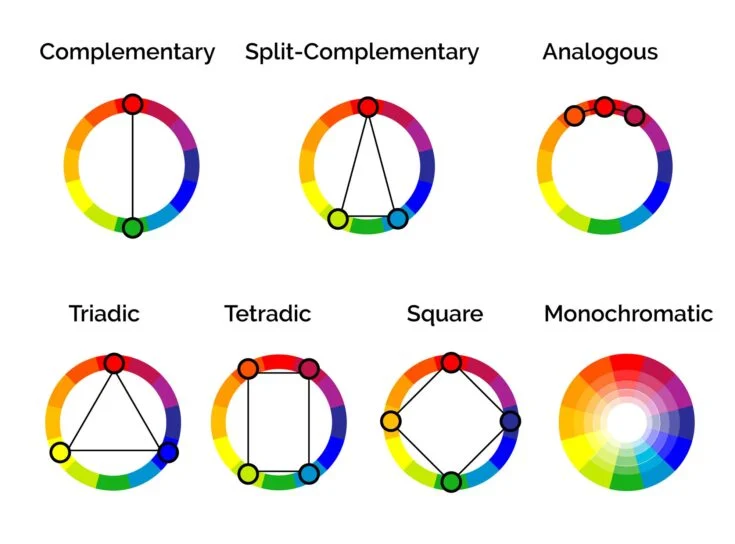 Complementary
Split-Complementary
Analogous
Triadic
Tetradic
Square
Monochromatic